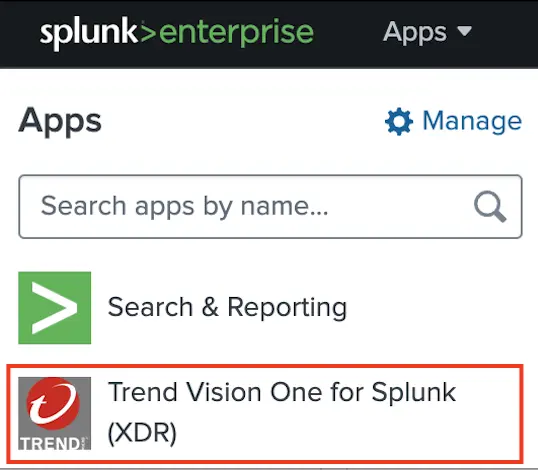 splunk>enterprise Apps
Apps Manage
Search apps by name...
Search & Reporting
Trend Vision One for Splunk
(XDR)
TREND